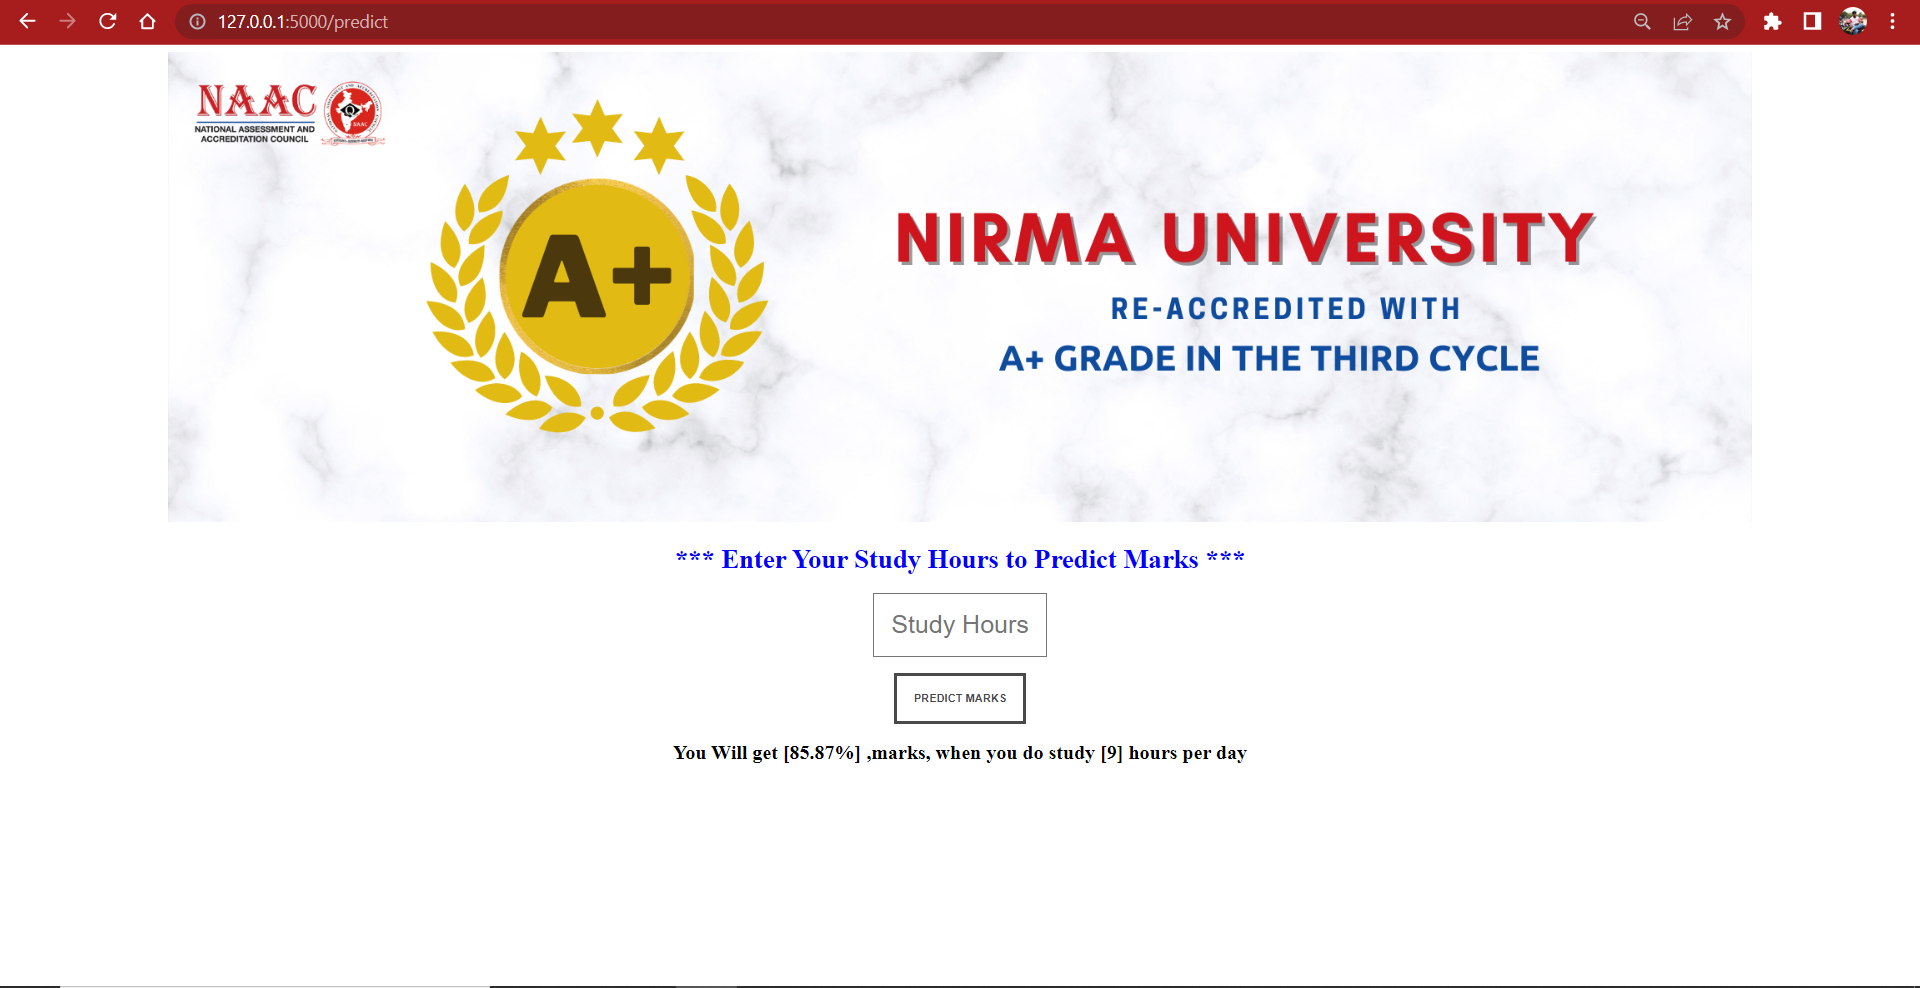 127.0.0.1:5000/predict
NAAC
NATIONAL ASSESSMENT AND
ACCREDITATION COUNCIL
NAAC
A+
NIRMA UNIVERSITY
RE-ACCREDITED WITH
A+ GRADE IN THE THIRD CYCLE
*** Enter Your Study Hours to Predict Marks ***
Study Hours
PREDICT MARKS
You Will get [85.87%] ,marks, when you do study [9] hours per day